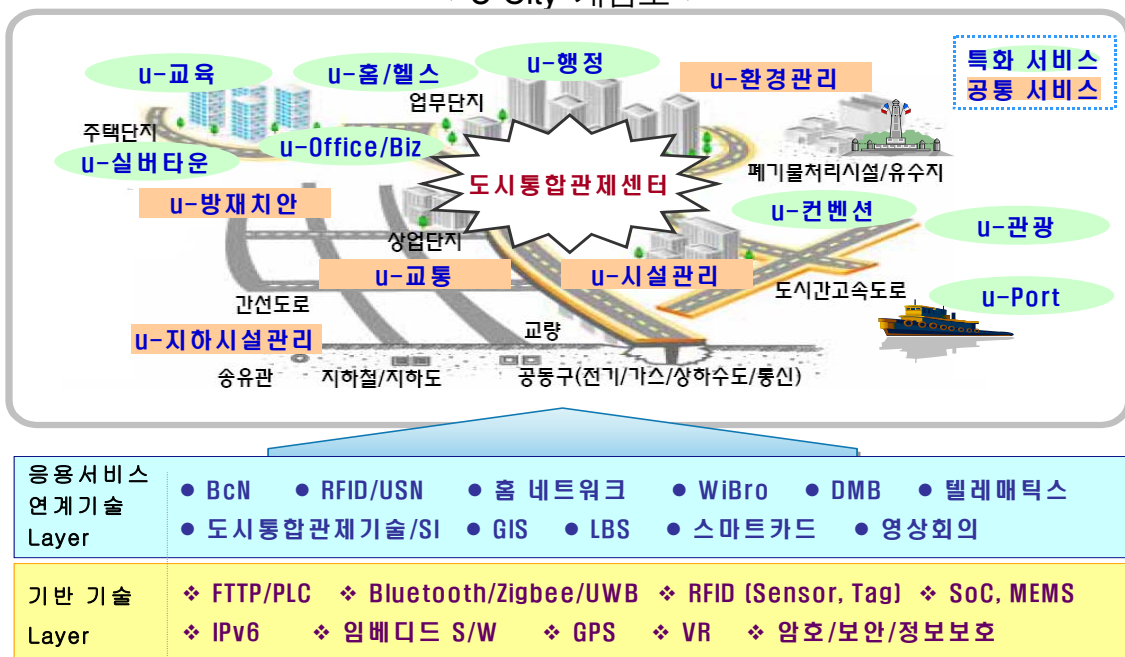 u-교육
u-홈/헬스
u-행정
u-환경관리
특화 서비스
공통 서비스
업무단지
주택단지
u-실버타운
u-Office/Biz
도시통합관제센터
폐기물처리시설/유수지
u-방재치안
u-컨벤션
u-관광
상업단지
u-교통
u-시설관리
도시간고속도로
u-Port
간선도로
교량
u-지하시설관리
송유관
지하철/지하도
공동구(전기/가스/상하수도/통신)
응용서비스
연계기술
Layer
● BcN ● RFID/USN ● 홈 네트워크 ● WiBro ● DMB ● 텔레매틱스
● 도시통합관제기술/SI ● GIS ● LBS ● 스마트카드 ● 영상회의
기반 기술
Layer
❖ FTTP/PLC ❖ Bluetooth/Zigbee/UWB ❖ RFID (Sensor, Tag) ❖ SoC, MEMS
❖ IPv6 ❖ 임베디드 S/W ❖ GPS ❖ VR ❖ 암호/보안/정보보호